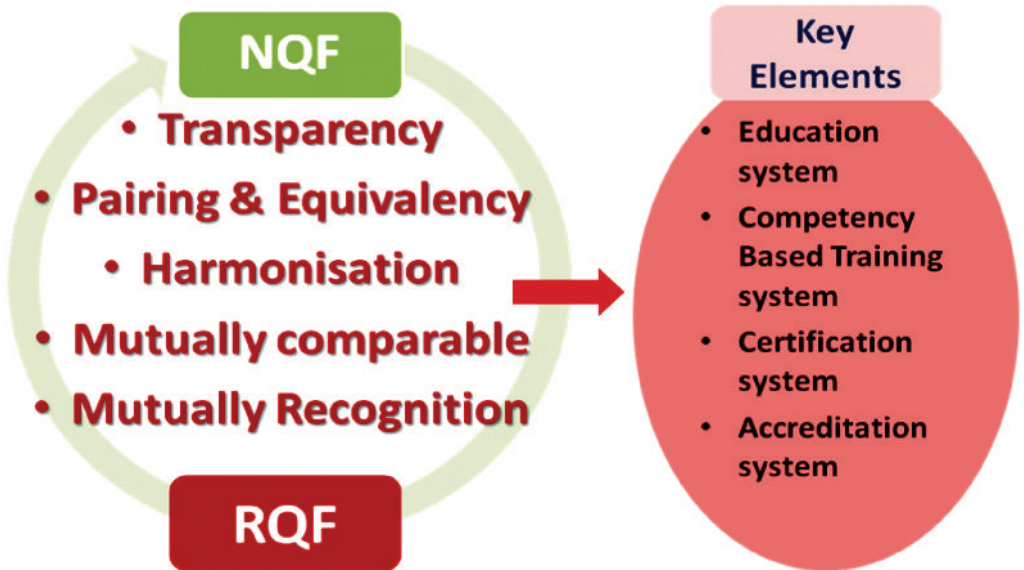 NQF
• Transparency
• Pairing & Equivalency
• Harmonisation
• Mutually comparable
• Mutually Recognition
RQF
Key
Elements
• Education
system
• Competency
Based Training
system
• Certification
system
• Accreditation
system